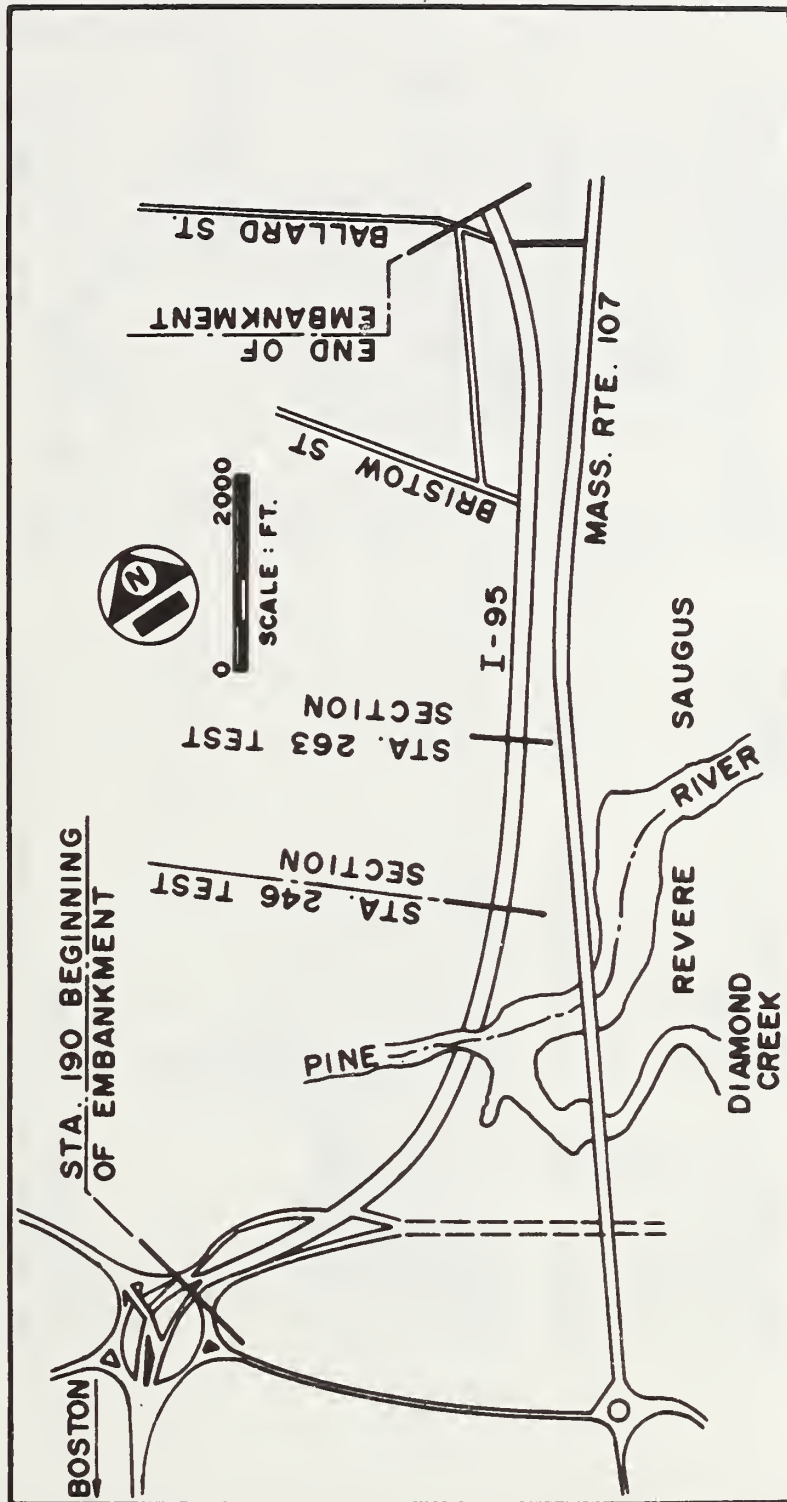 BOSTON
STA. 190 BEGINNING
OF EMBANKMENT
PINE
STA. 246 TEST
SECTION
STA. 263 TEST
SECTION
N
0 2000
SCALE : FT.
BRISTOW ST
END OF
EMBANKMENT
BALLARD ST.
I-95
MASS. RTE. 107
SAUGUS
RIVER
REVERE
DIAMOND
CREEK